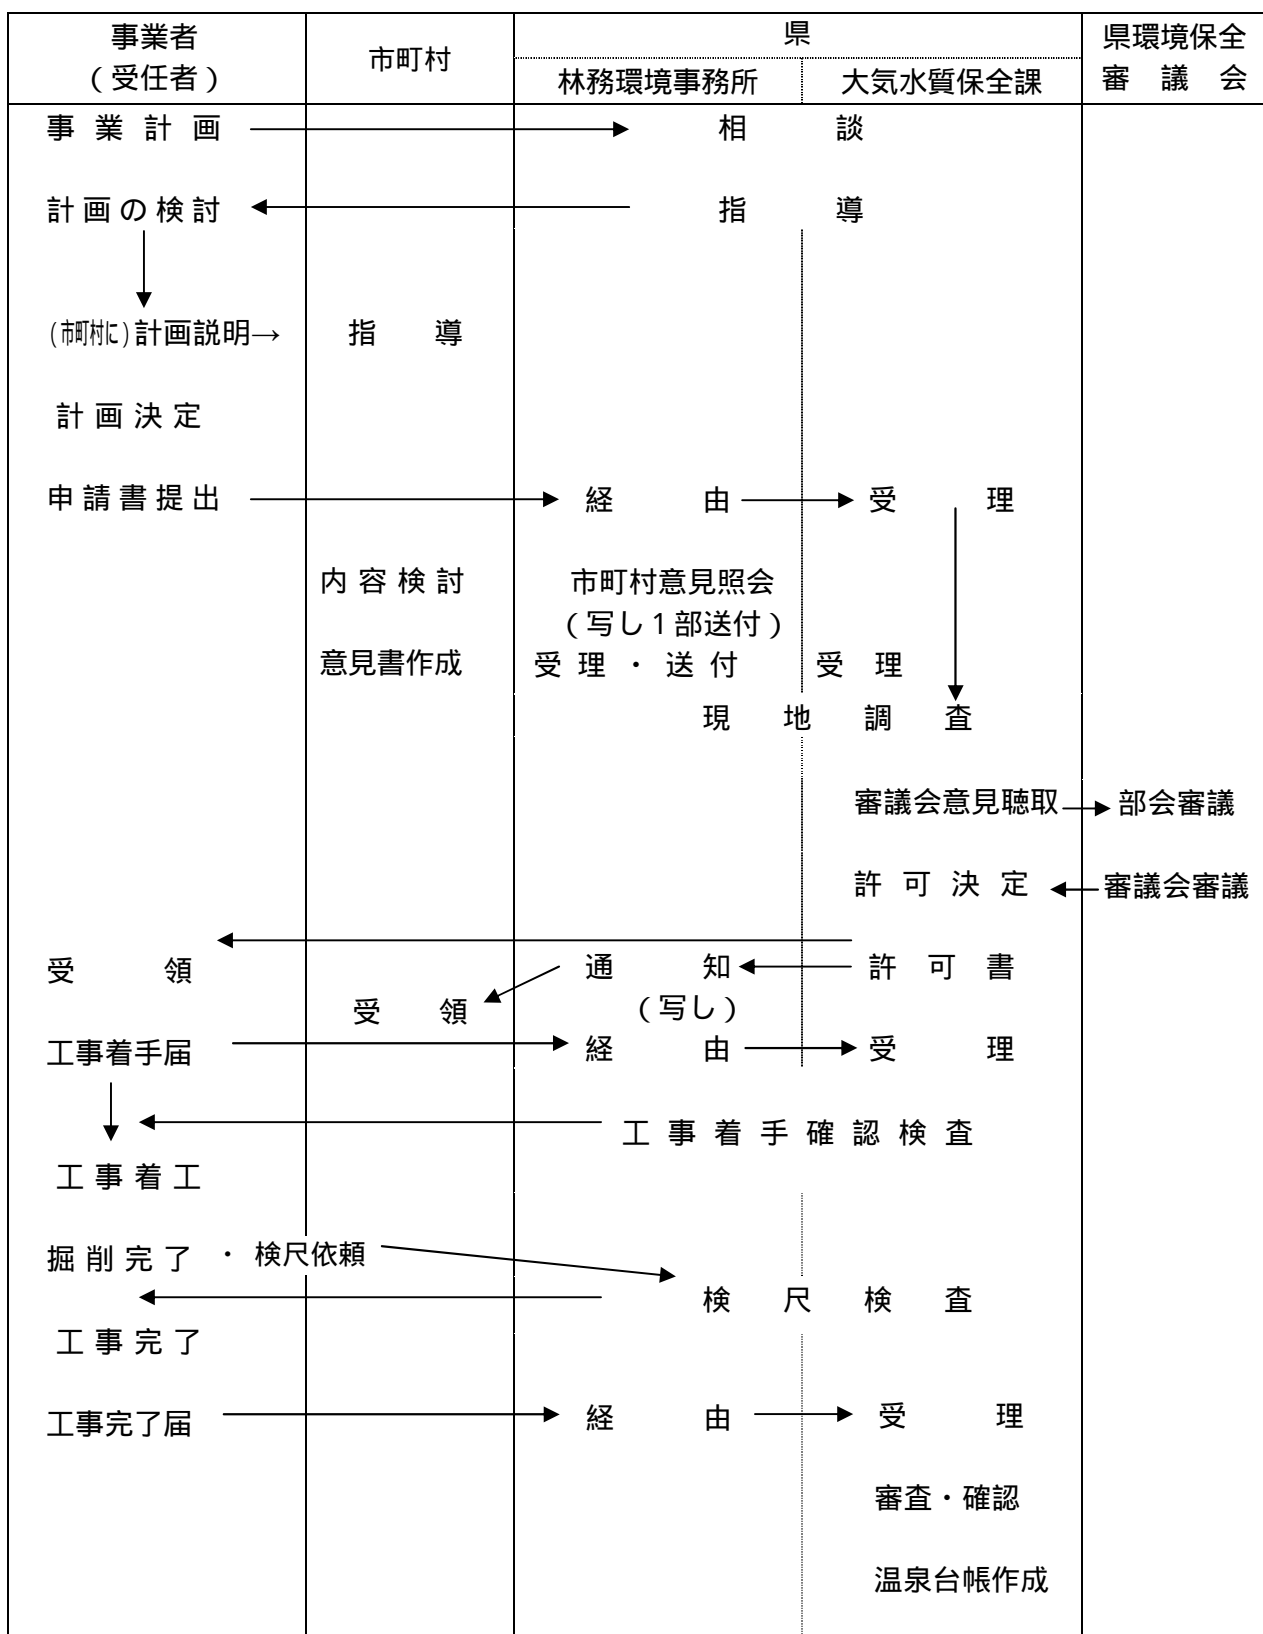 事業者
（受任者）
市町村
県
林務環境事務所 大気水質保全課
県環境保全
審議会
事業計画 → 相談
計画の検討 ← 指導
↓
(市町村に)計画説明→ 指導
計画決定
申請書提出 → 経由 → 受理
内容検討 市町村意見照会
（写し１部送付）
意見書作成 受理・送付 受理
現地調査
審議会意見聴取 → 部会審議
許可決定 ← 審議会審議
受領 通知 ← 許可書
受領 （写し）
工事着手届 → 経由 → 受理
工事着手確認検査
工事着工
掘削完了・検尺依頼
検尺検査
工事完了
工事完了届 → 経由 → 受理
審査・確認
温泉台帳作成